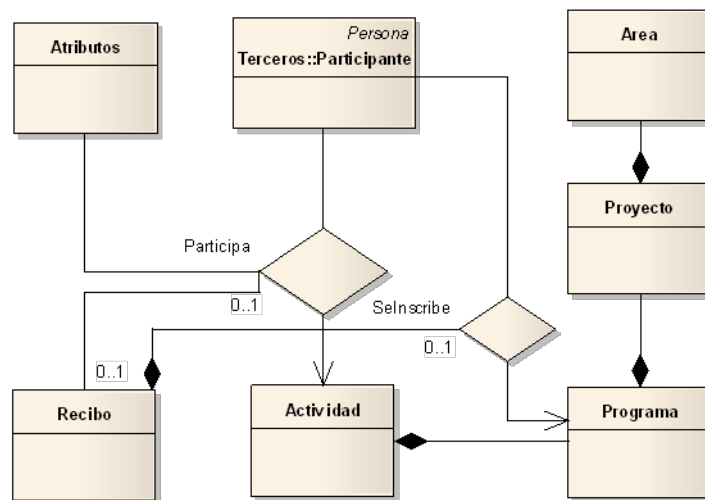 Atributos
Persona
Terceros::Participante
Area
Proyecto
Participa
0..1
SeInscribe
0..1
0..1
Recibo
Actividad
Programa